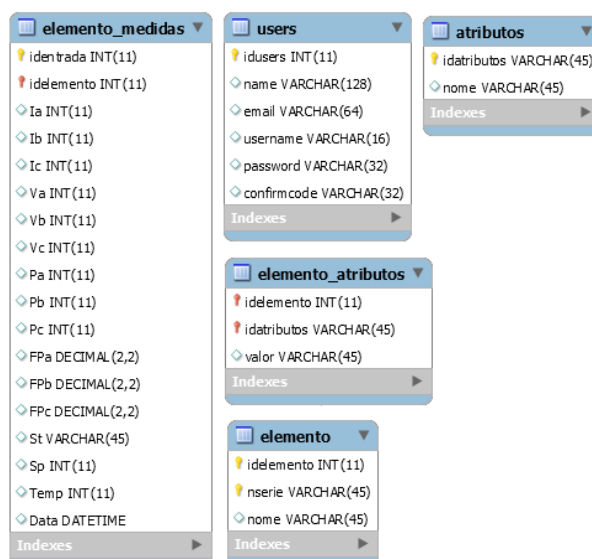 elemento_medidas
identrada INT(11)
idelemento INT(11)
Ia INT(11)
Ib INT(11)
Ic INT(11)
Va INT(11)
Vb INT(11)
Vc INT(11)
Pa INT(11)
Pb INT(11)
Pc INT(11)
FPa DECIMAL(2,2)
FPb DECIMAL(2,2)
FPc DECIMAL(2,2)
St VARCHAR(45)
Sp INT(11)
Temp INT(11)
Data DATETIME
Indexes
users
idusers INT(11)
name VARCHAR(128)
email VARCHAR(64)
username VARCHAR(16)
password VARCHAR(32)
confirmcode VARCHAR(32)
Indexes
atributos
idatributos VARCHAR(45)
nome VARCHAR(45)
Indexes
elemento_atributos
idelemento INT(11)
idatributos VARCHAR(45)
valor VARCHAR(45)
Indexes
elemento
idelemento INT(11)
nserie VARCHAR(45)
nome VARCHAR(45)
Indexes